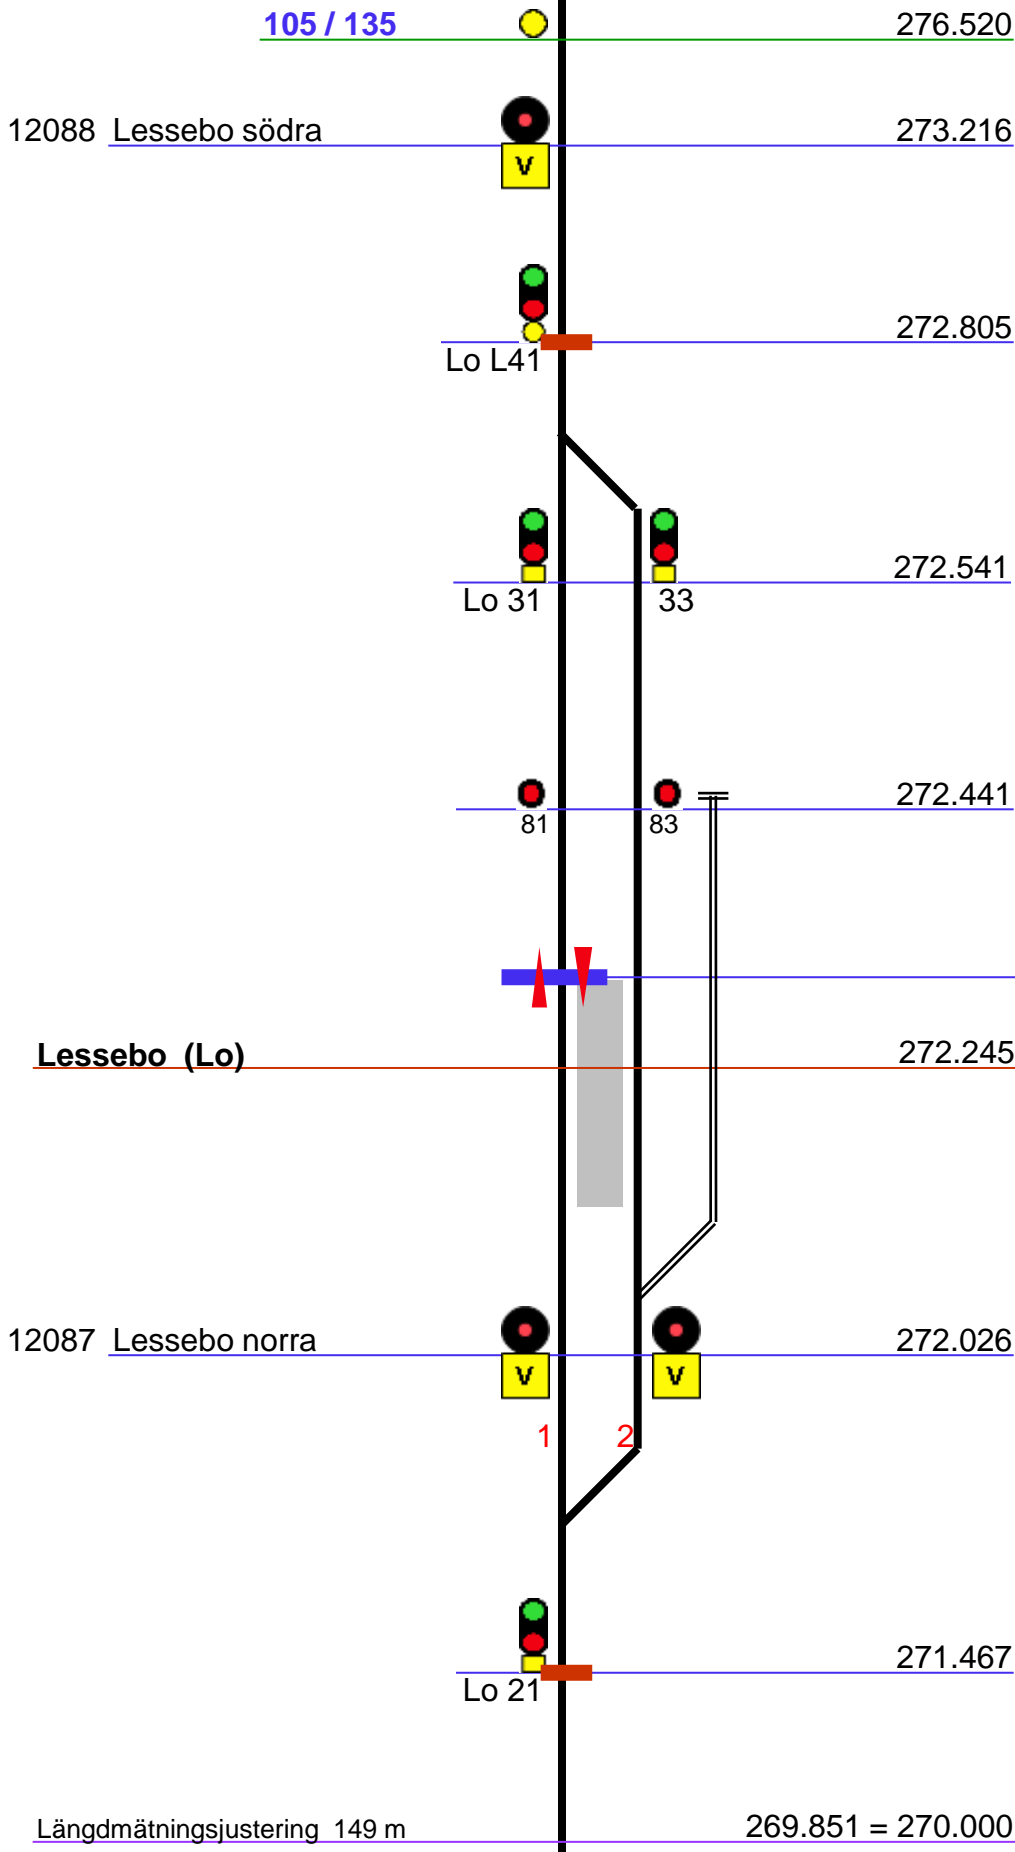 105 / 135 276.520
12088 Lessebo södra 273.216
V
272.805
Lo L41
272.541
Lo 31 33
272.441
81 83
Lessebo (Lo) 272.245
12087 Lessebo norra 272.026
V V
1 2
271.467
Lo 21
Längdmätningsjustering 149 m 269.851 = 270.000